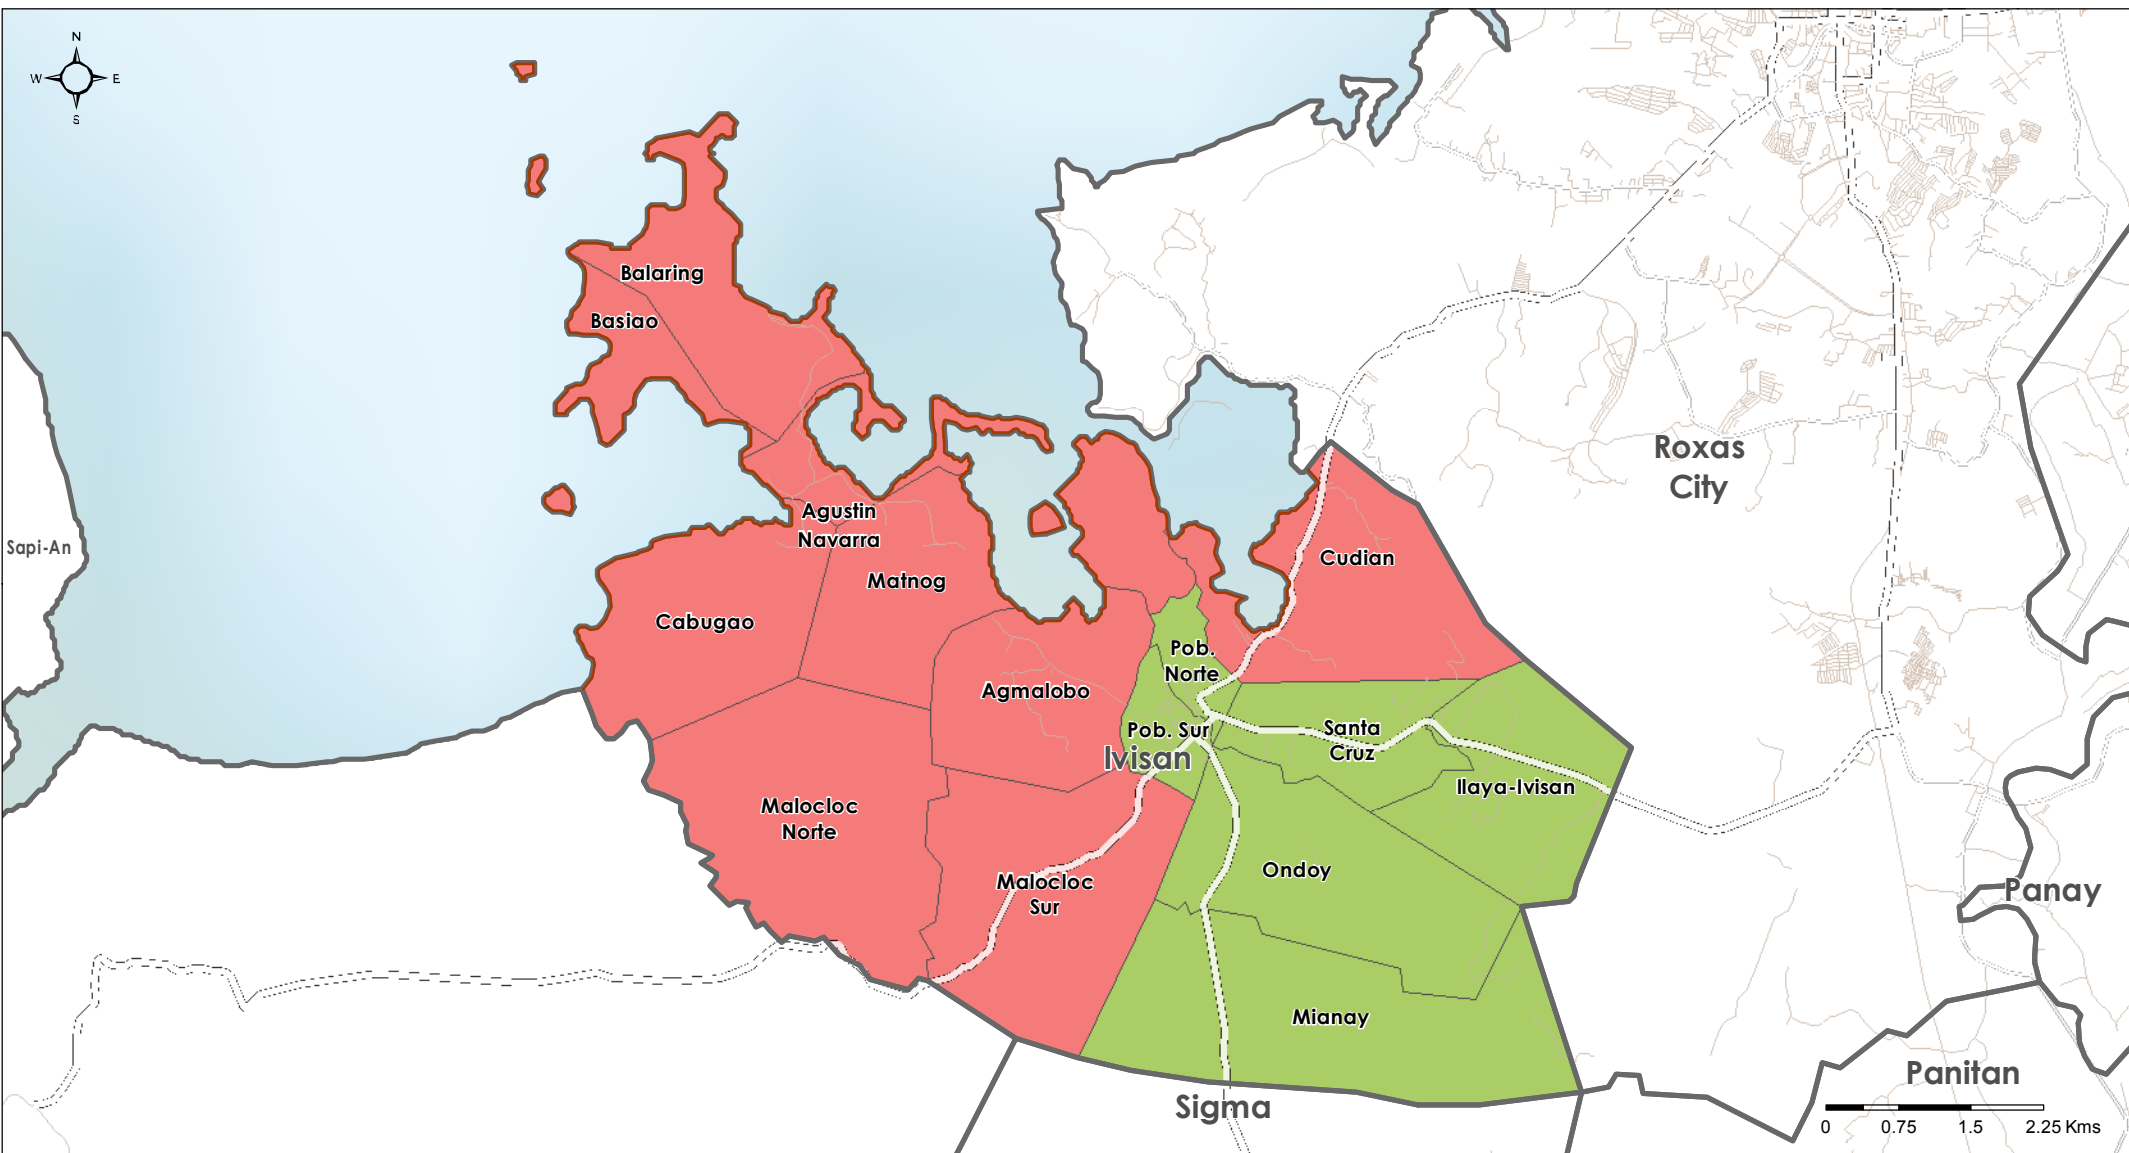 N
W E
S
Balaring
Basiao
Roxas
City
Agustin
Navarra
Sapi-An
Cudian
Matnog
Cabugao
Pob.
Norte
Agmalobo
Pob. Sur
Santa
Cruz
Ivisan
Ilaya-Ivisan
Malocloc
Norte
Ondoy
Malocloc
Sur
Panay
Mianay
Panitan
Sigma
0 0.75 1.5 2.25 Kms